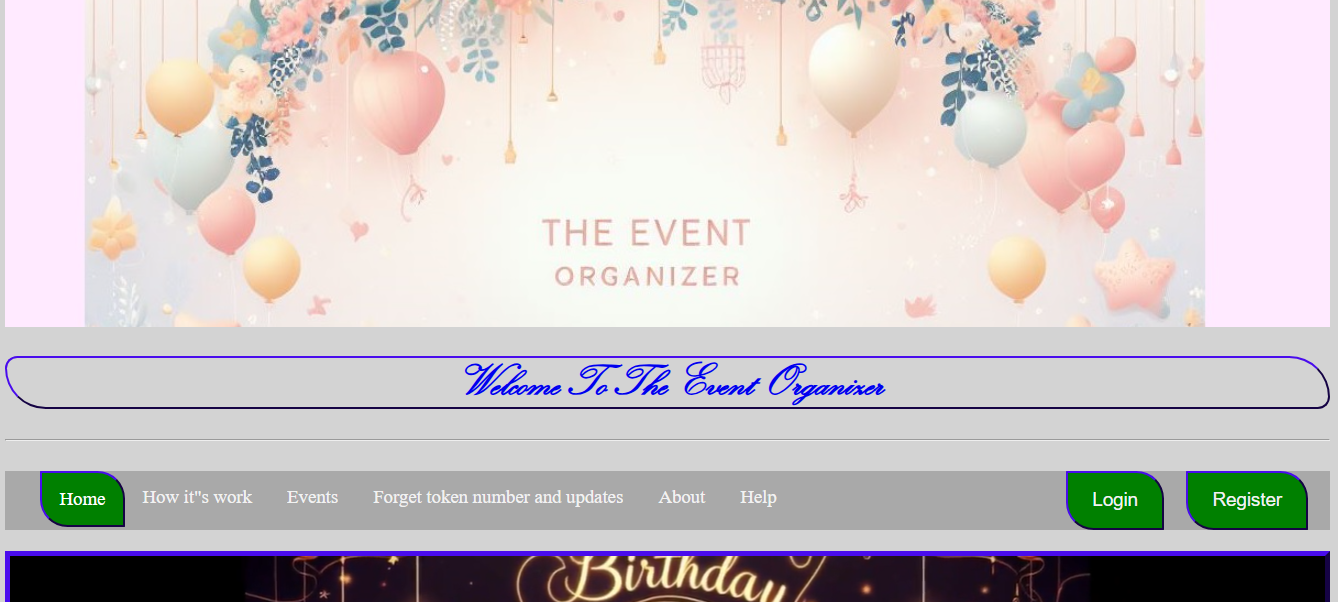 THE EVENT
ORGANIZER
Welcome To The Event Organizer
Home How it"s work Events Forget token number and updates About Help Login Register
Birthday